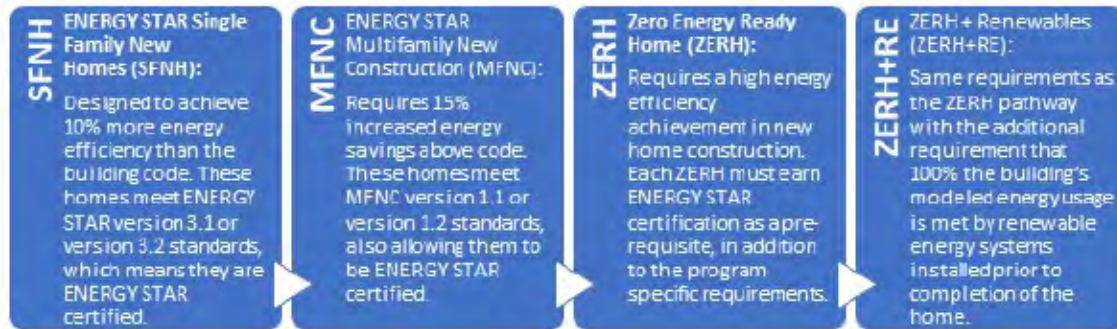 SFNH
ENERGY STAR Single
Family New
Homes (SFNH):
Designed to achieve
10% more energy
efficiency than the
building code. These
homes meet ENERGY
STAR version 3.1 or
version 3.2 standards,
which means they are
ENERGY STAR
certified.
MFNC
ENERGY STAR
Multifamily New
Construction (MFNC):
Requires 15%
increased energy
savings above code.
These homes meet
MFNC version 1.1 or
version 1.2 standards,
also allowing them to
be ENERGY STAR
certified.
ZERH
Zero Energy Ready
Home (ZERH):
Requires a high energy
efficiency
achievement in new
home construction.
Each ZERH must earn
ENERGY STAR
certification as a pre-
requisite, in addition
to the program
specific requirements.
ZERH+RE
ZERH + Renewables
(ZERH+RE):
Same requirements as
the ZERH pathway
with the additional
requirement that
100% the building's
modeled energy usage
is met by renewable
energy systems
installed prior to
completion of the
home.